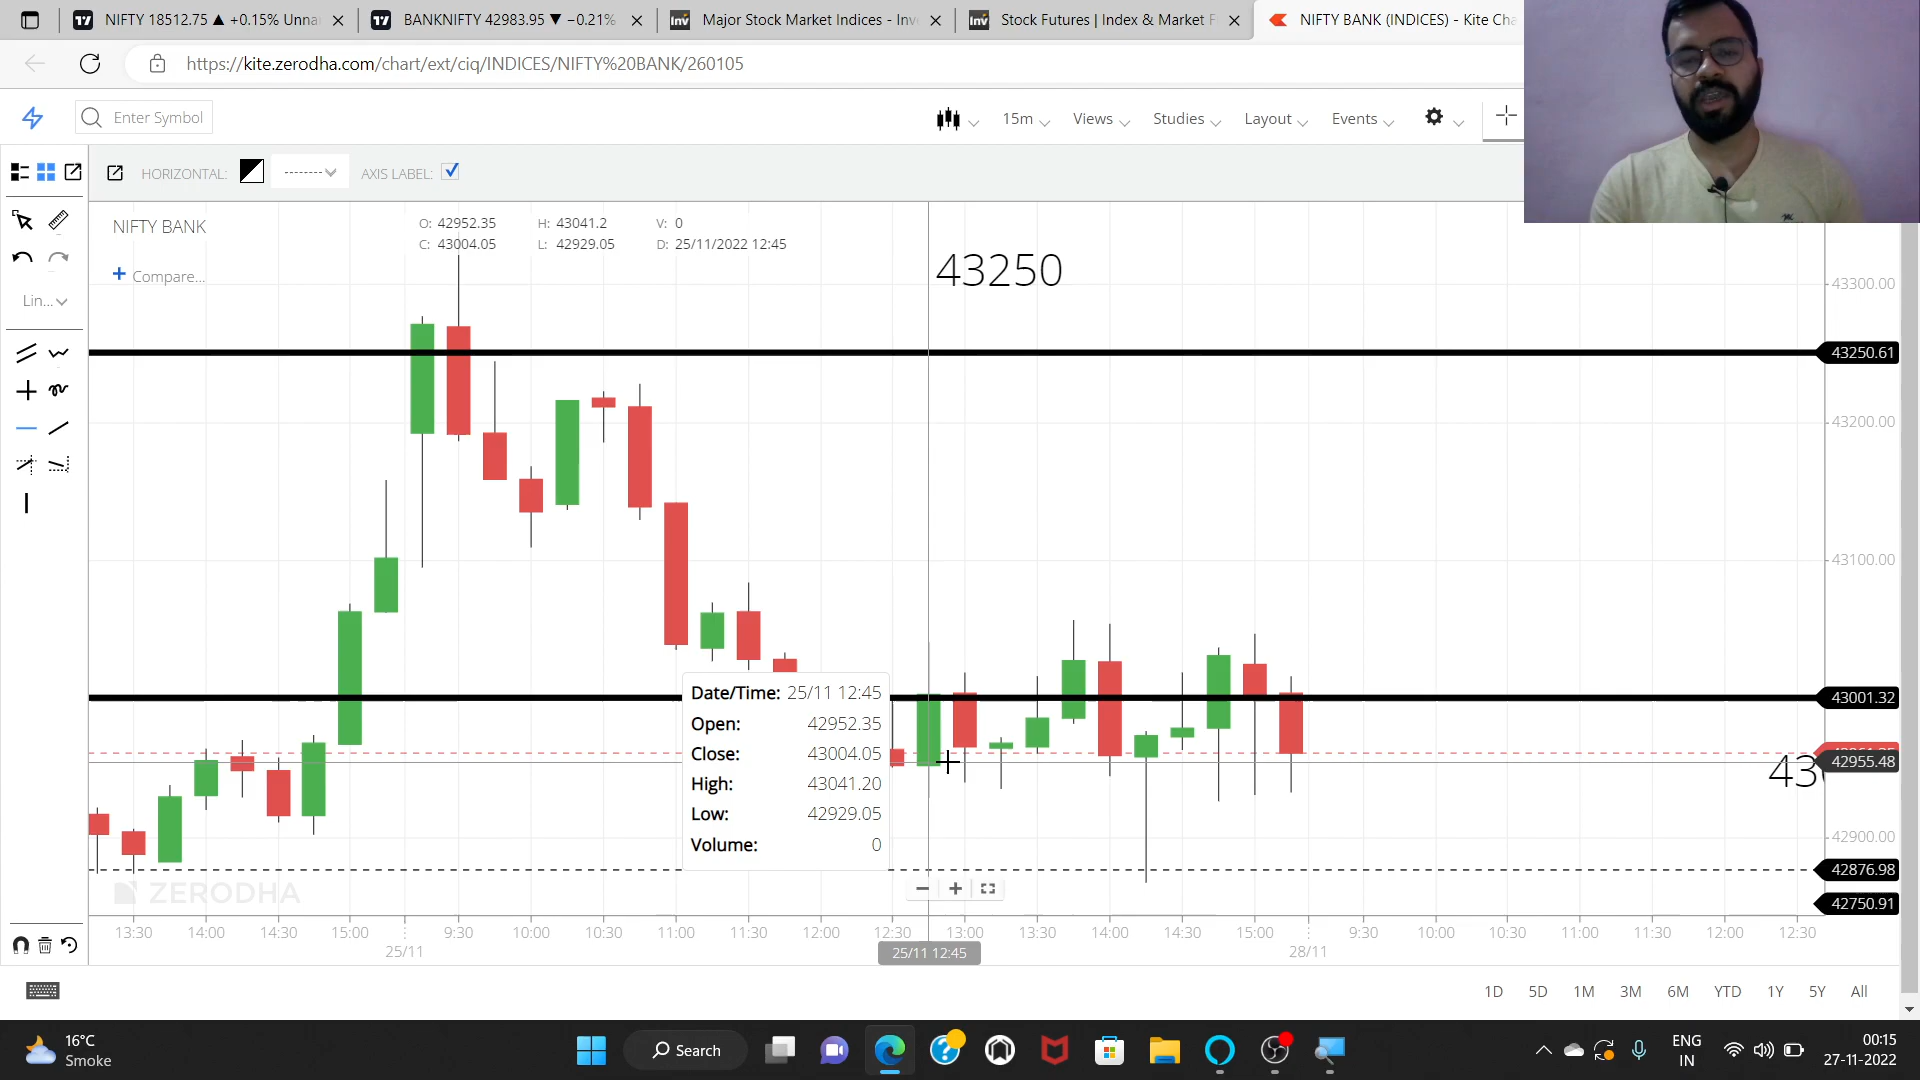 NIFTY 18512.75 ▲ +0.15% Unna
BANKNIFTY 42983.95 ▼ −0.21%
Major Stock Market Indices - Inv
Stock Futures | Index & Market F
NIFTY BANK (INDICES) - Kite Cha
https://kite.zerodha.com/chart/ext/ciq/INDICES/NIFTY%20BANK/260105
Enter Symbol
15m
Views
Studies
Layout
Events
HORIZONTAL:
AXIS LABEL:
NIFTY BANK
O: 42952.35 H: 43041.2 V: 0
C: 43004.05 L: 42929.05 D: 25/11/2022 12:45
+ Compare...
Lin...
43250
43300.00
43250.61
43200.00
43100.00
43001.32
42955.48
430
42900.00
42876.98
42750.91
Date/Time: 25/11 12:45
Open: 42952.35
Close: 43004.05
High: 43041.20
Low: 42929.05
Volume: 0
ZERODHA
13:30 14:00 14:30 15:00 9:30 10:00 10:30 11:00 11:30 12:00 12:30 13:00 13:30 14:00 14:30 15:00 9:30 10:00 10:30 11:00 11:30 12:00 12:30
25/11
25/11 12:45
28/11
1D 5D 1M 3M 6M YTD 1Y 5Y All
16°C
Smoke
Search
ENG
IN
00:15
27-11-2022